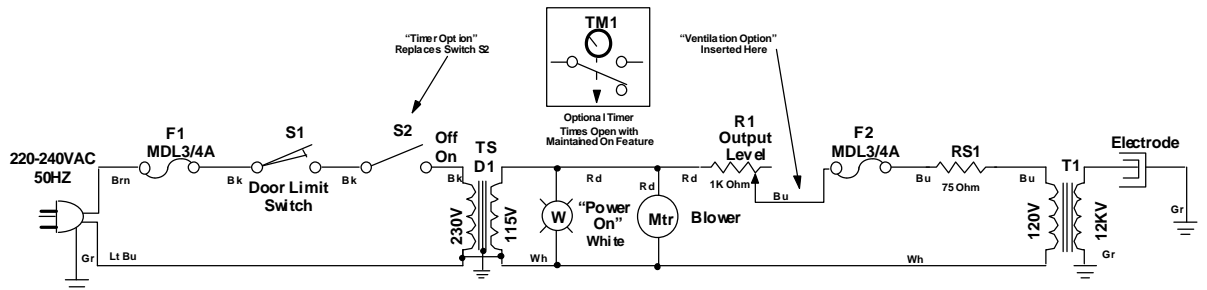 TM1
"Timer Option"
Replaces Switch S2
"Ventilation Option"
Inserted Here
Optional Timer
Times Open with
Maintained On Feature
220-240VAC
50HZ
F1
MDL3/4A
S1
Door Limit
Switch
S2
Off
On
TS
D1
R1
Output
Level
1K Ohm
F2
MDL3/4A
RS1
75 Ohm
T1
Electrode
Brn
Bk
Bk
Bk
Rd
Rd
Rd
Bu
Bu
Bu
230V
115V
W
"Power
On"
White
Mtr
Blower
120V
12KV
Gr
Gr
Lt Bu
Wh
Wh
Gr